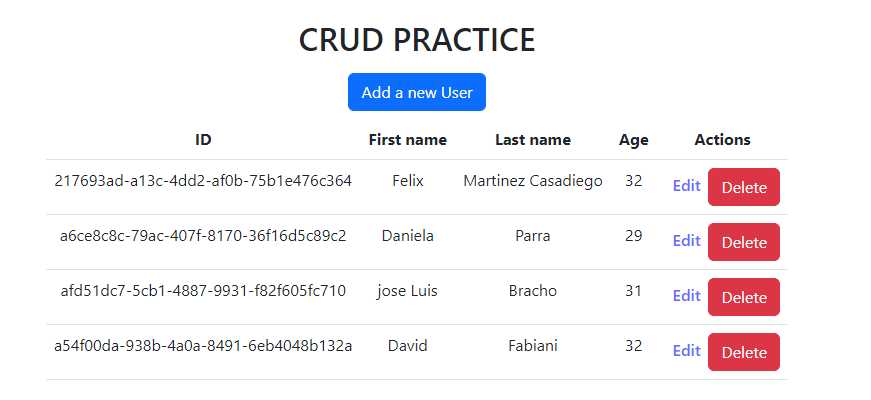 CRUD PRACTICE
Add a new User
ID First name Last name Age Actions
217693ad-a13c-4dd2-af0b-75b1e476c364 Felix Martinez Casadiego 32 Edit Delete
a6ce8c8c-79ac-407f-8170-36f16d5c89c2 Daniela Parra 29 Edit Delete
afd51dc7-5cb1-4887-9931-f82f605fc710 jose Luis Bracho 31 Edit Delete
a54f00da-938b-4a0a-8491-6eb4048b132a David Fabiani 32 Edit Delete